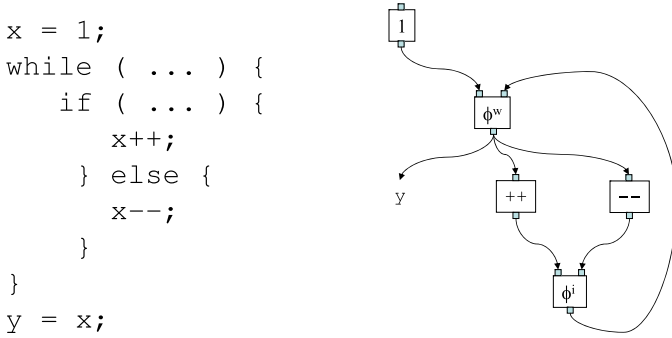 x = 1;
while ( ... ) {
if ( ... ) {
x++;
} else {
x--;
}
}
y = x;
1
ϕʷ
y
++
--
ϕⁱ